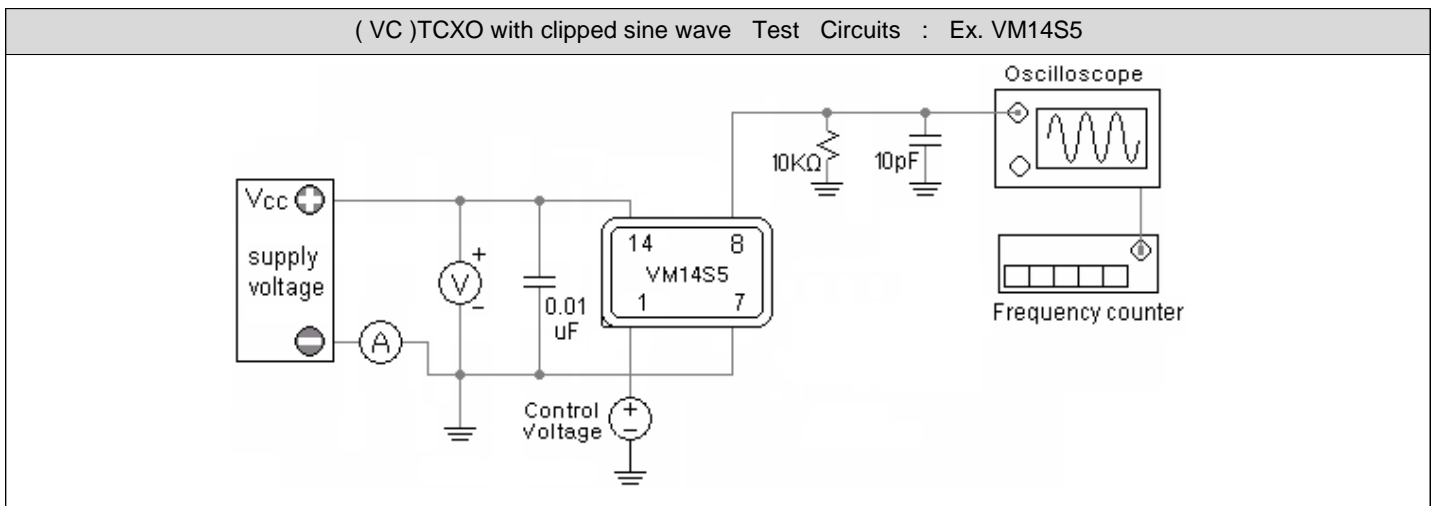 ( VC )TCXO with clipped sine wave Test Circuits : Ex. VM14S5
Oscilloscope
10KΩ
10pF
Vcc
supply
voltage
V
+
−
A
0.01
uF
14
8
VM14S5
1
7
Frequency counter
Control
Voltage
+
−